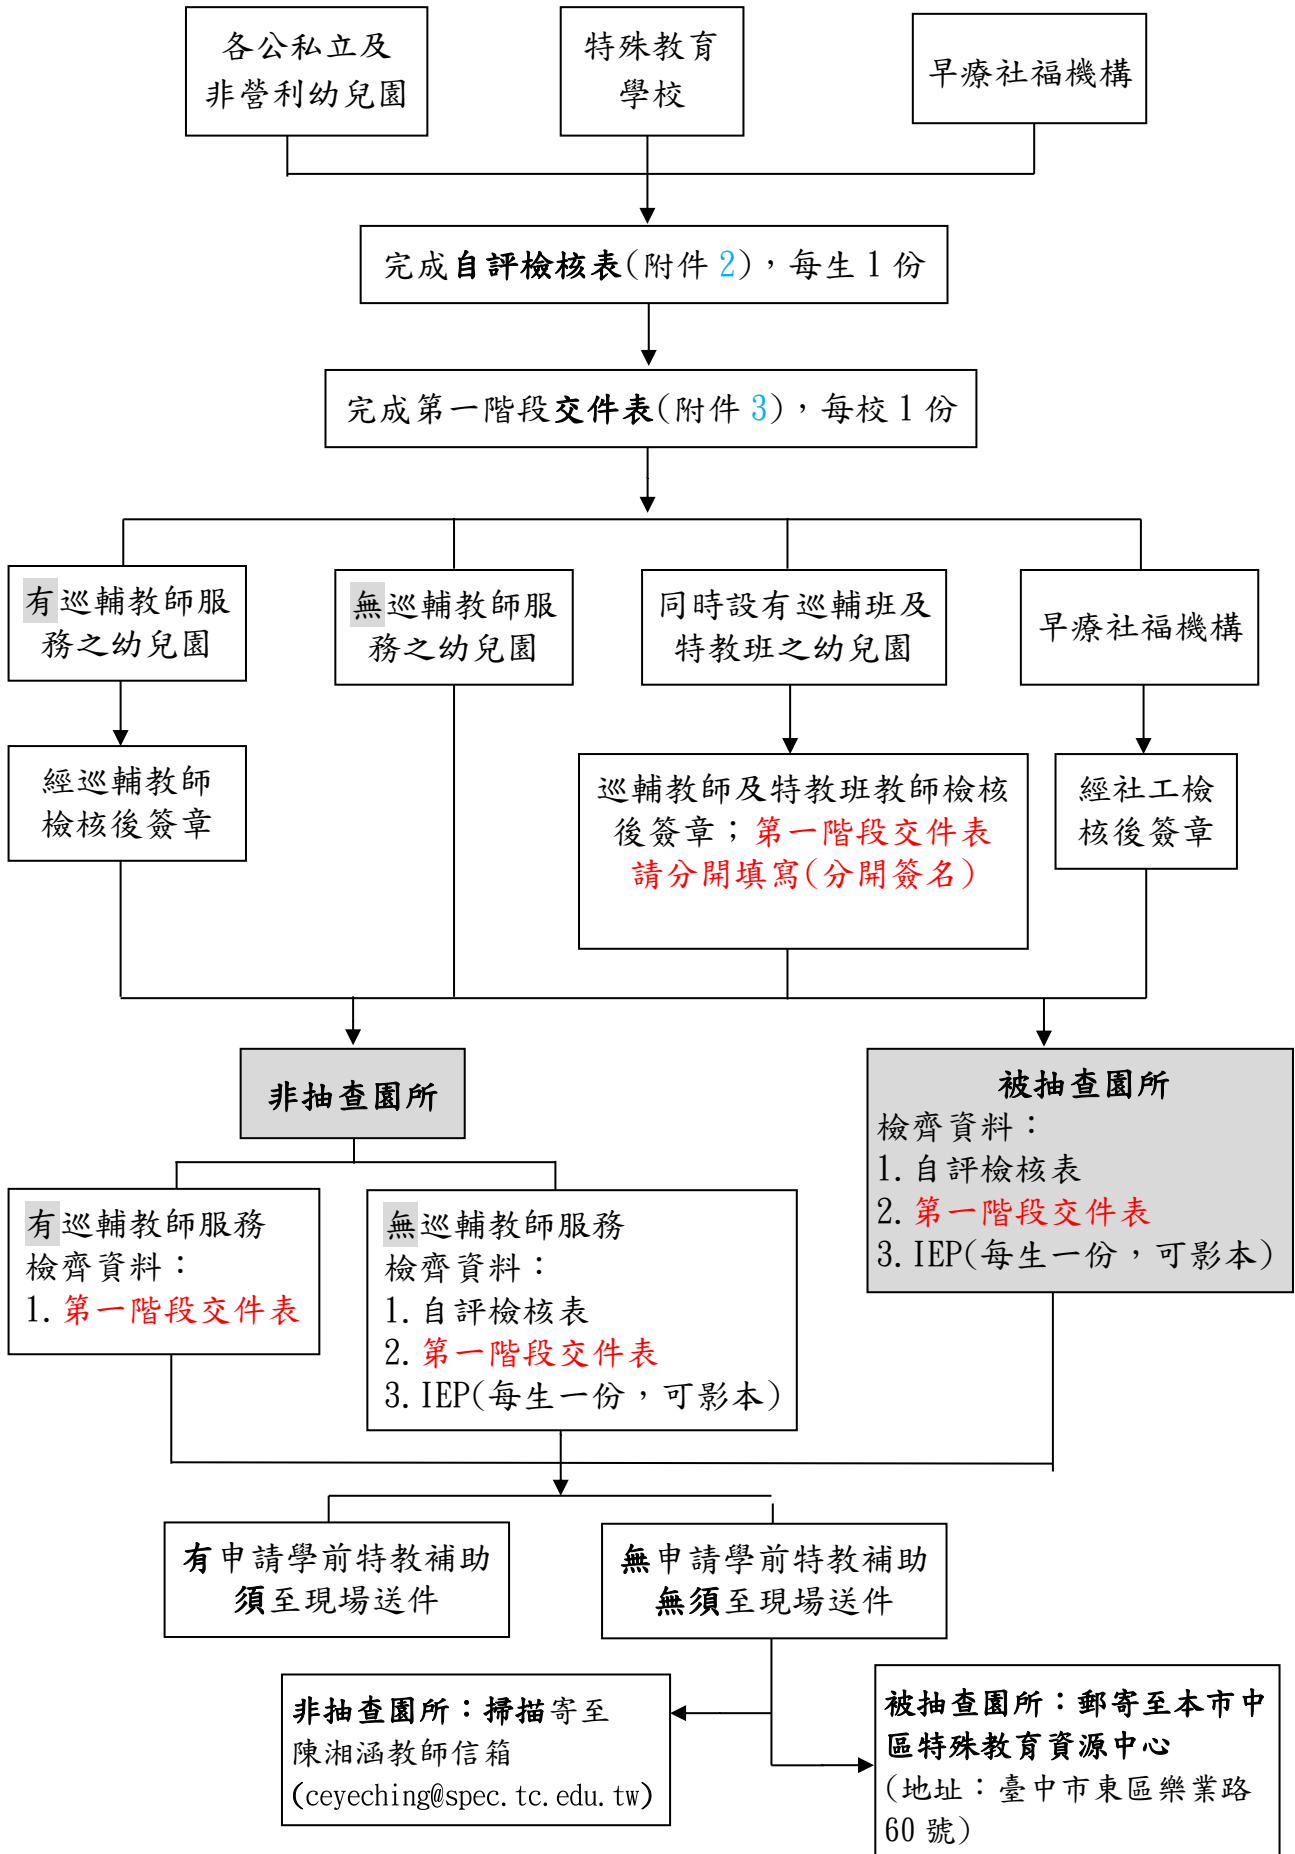 各公私立及
非營利幼兒園
特殊教育
學校
早療社福機構
完成自評檢核表(附件 2)，每生 1 份
完成第一階段交件表(附件 3)，每校 1 份
有巡輔教師服
務之幼兒園
無巡輔教師服
務之幼兒園
同時設有巡輔班及
特教班之幼兒園
早療社福機構
經巡輔教師
檢核後簽章
巡輔教師及特教班教師檢核
後簽章；第一階段交件表
請分開填寫(分開簽名)
經社工檢
核後簽章
非抽查園所
被抽查園所
檢齊資料：
1.自評檢核表
2.第一階段交件表
3.IEP(每生一份，可影本)
有巡輔教師服務
檢齊資料：
1.第一階段交件表
無巡輔教師服務
檢齊資料：
1.自評檢核表
2.第一階段交件表
3.IEP(每生一份，可影本)
有申請學前特教補助
須至現場送件
無申請學前特教補助
無須至現場送件
非抽查園所：掃描寄至
陳湘涵教師信箱
(ceyeching@spec.tc.edu.tw)
被抽查園所：郵寄至本市中
區特殊教育資源中心
(地址：臺中市東區樂業路
60 號)